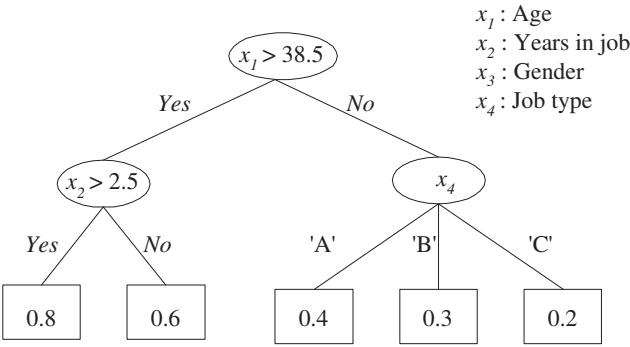 x₁ : Age
x₂ : Years in job
x₃ : Gender
x₄ : Job type
x₁ > 38.5
Yes No
x₂ > 2.5 x₄
Yes No 'A' 'B' 'C'
0.8 0.6 0.4 0.3 0.2